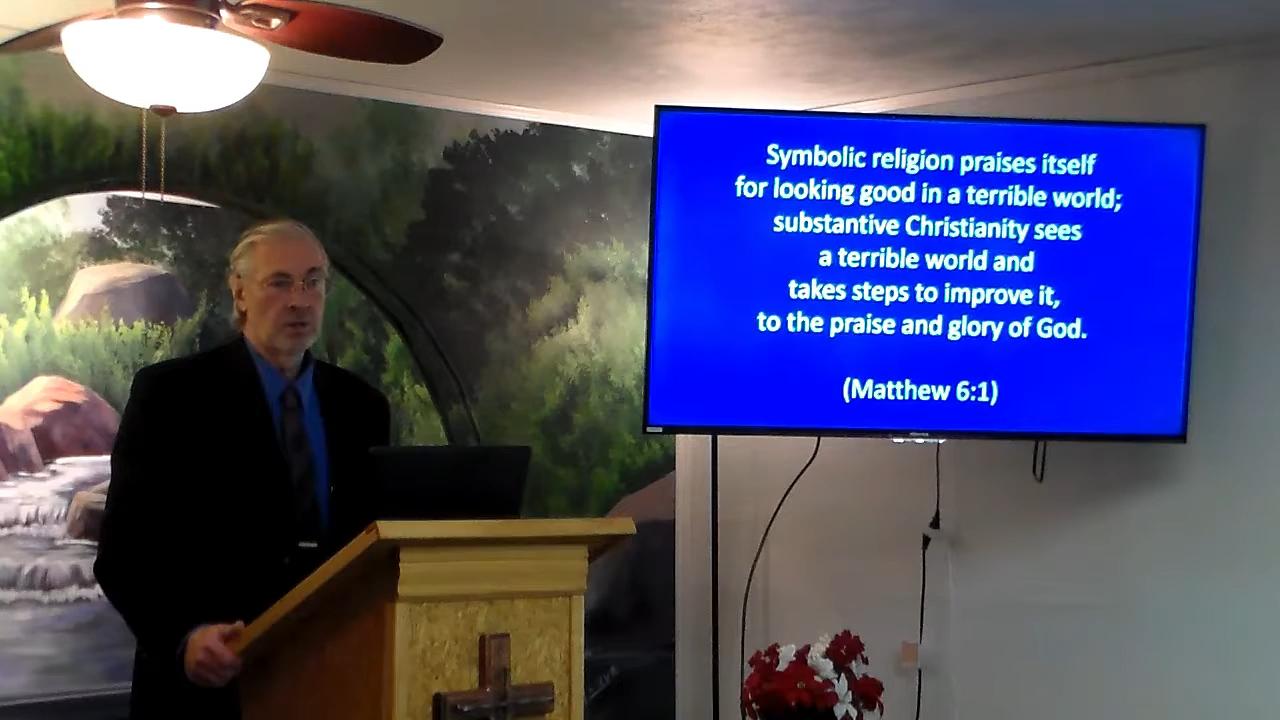 Symbolic religion praises itself
for looking good in a terrible world;
substantive Christianity sees
a terrible world and
takes steps to improve it,
to the praise and glory of God.
(Matthew 6:1)